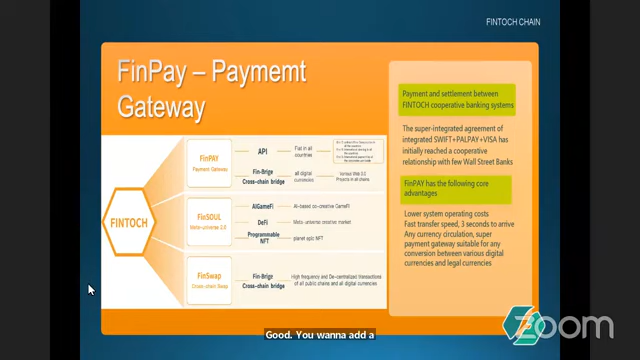 FINTOCH CHAIN
FinPay – Paymemt
Gateway
FINTOCH
FinPAY
Payment Gateway
API
Fiat in all
countries
Fin-Brige
Cross-chain bridge
all digital
currencies
Various Web 3.0
Projects in all chains
FinSOUL
Meta-universe 2.0
AIGameFi
AI-based co-creative GameFi
DeFi
Meta-universe creative market
Programmable
NFT
planet epic NFT
FinSwap
Cross-chain Swap
Fin-Brige
Cross-chain bridge
High frequency and De-centralized transactions
of all public chains and all digital currencies
Payment and settlement between
FINTOCH cooperative banking systems
The super-integrated agreement of
integrated SWIFT+PALPAY+VISA has
initially reached a cooperative
relationship with few Wall Street Banks
FinPAY has the following core
advantages
Lower system operating costs
Fast transfer speed, 3 seconds to arrive
Any currency circulation, super
payment gateway suitable for any
conversion between various digital
currencies and legal currencies
zoom
Good. You wanna add a